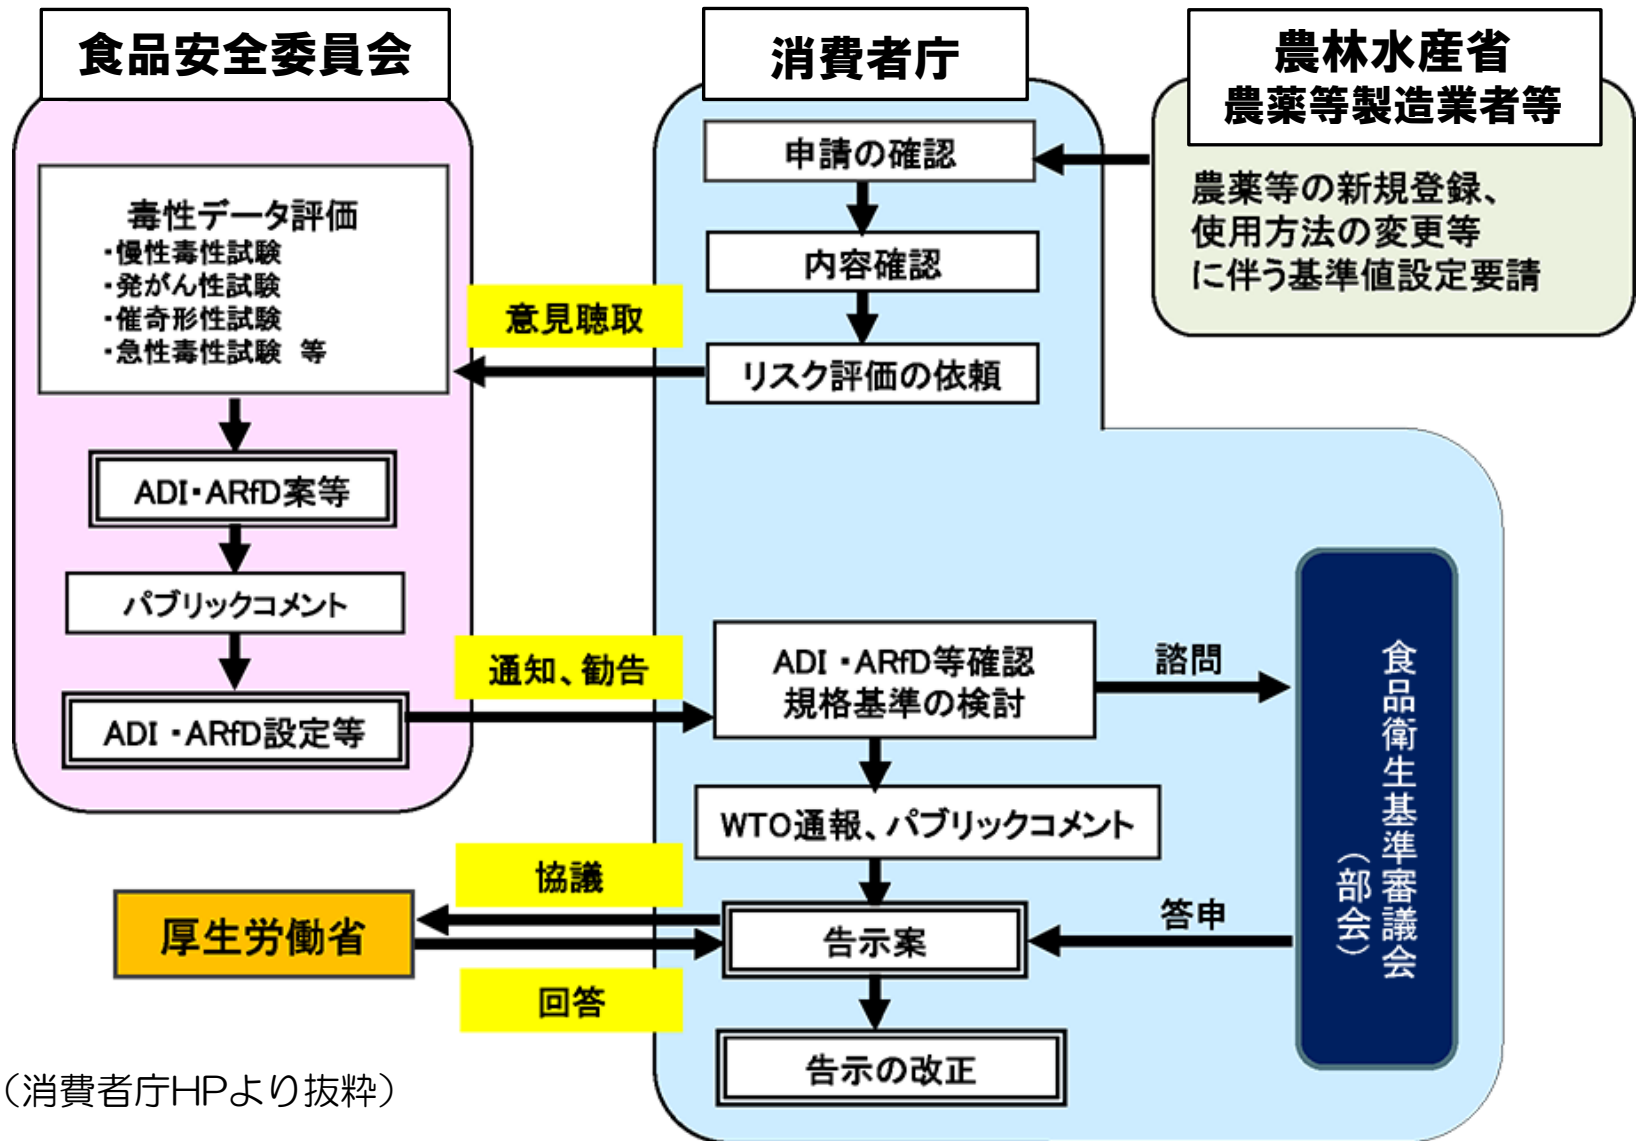 食品安全委員会
毒性データ評価
・慢性毒性試験
・発がん性試験
・催奇形性試験
・急性毒性試験 等
ADI・ARfD案等
パブリックコメント
ADI・ARfD設定等
意見聴取
通知、勧告
協議
回答
厚生労働省
消費者庁
申請の確認
内容確認
リスク評価の依頼
ADI・ARfD等確認
規格基準の検討
WTO通報、パブリックコメント
告示案
告示の改正
諮問
答申
食品衛生基準審議会
（部会）
農林水産省
農薬等製造業者等
農薬等の新規登録、
使用方法の変更等
に伴う基準値設定要請
（消費者庁HPより抜粋）